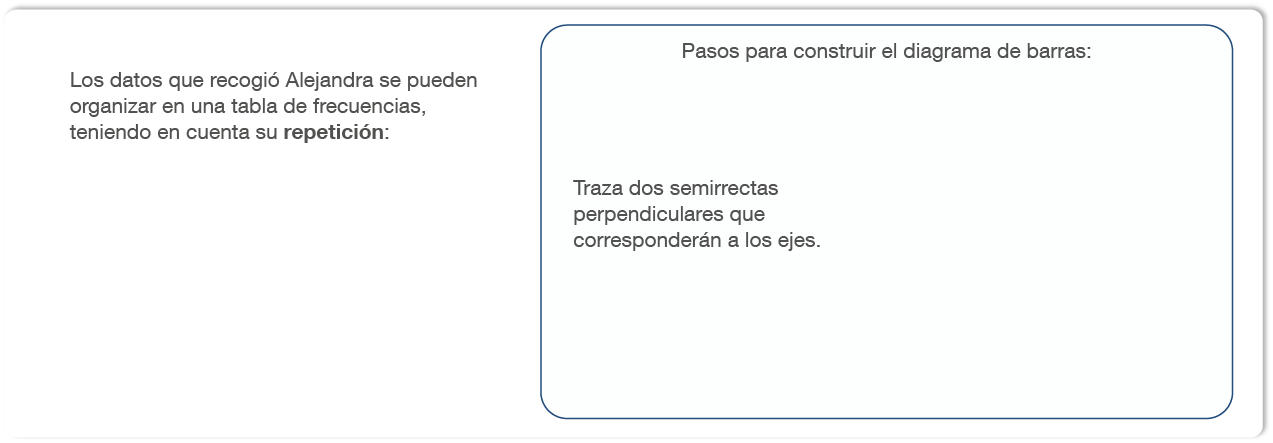 Los datos que recogió Alejandra se pueden
organizar en una tabla de frecuencias,
teniendo en cuenta su repetición:
Pasos para construir el diagrama de barras:
Traza dos semirrectas
perpendiculares que
corresponderán a los ejes.